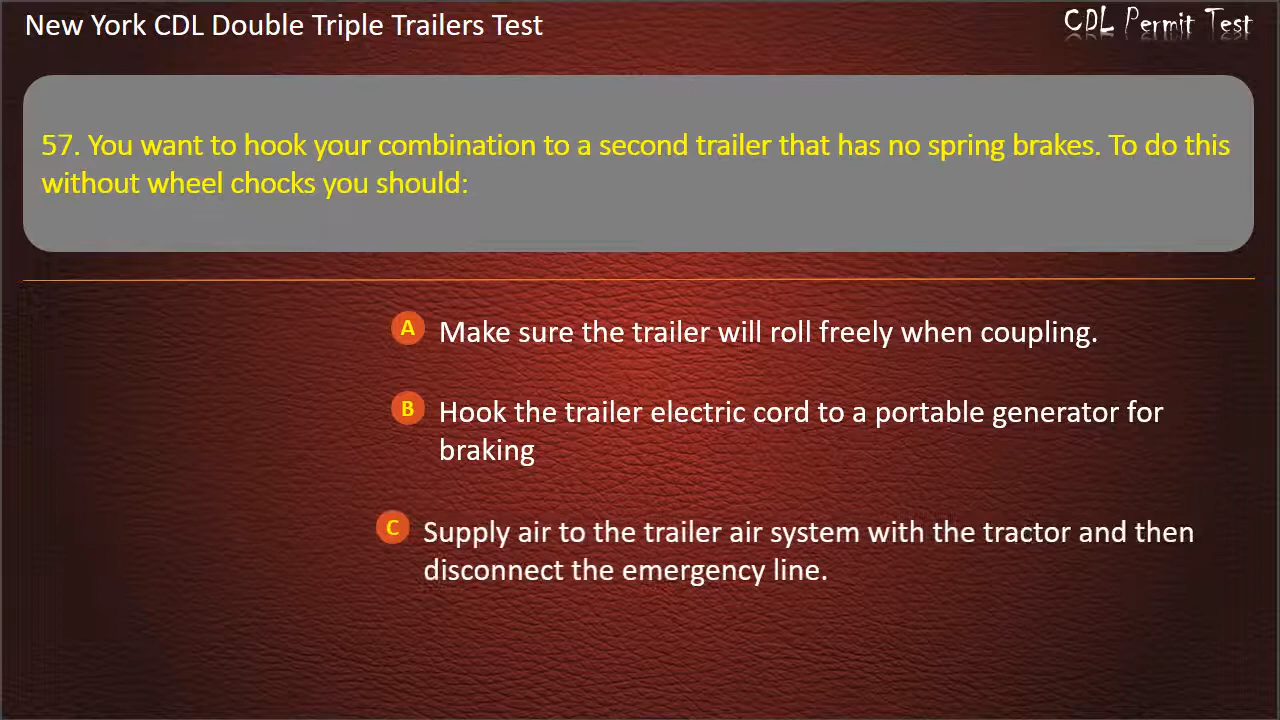 New York CDL Double Triple Trailers Test
CDL Permit Test
57. You want to hook your combination to a second trailer that has no spring brakes. To do this
without wheel chocks you should:
A Make sure the trailer will roll freely when coupling.
B Hook the trailer electric cord to a portable generator for
braking
C Supply air to the trailer air system with the tractor and then
disconnect the emergency line.